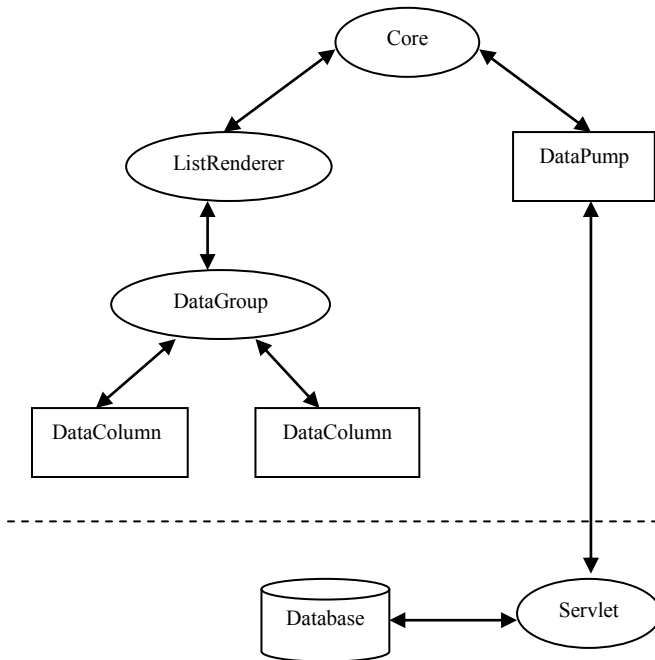 Core
ListRenderer
DataPump
DataGroup
DataColumn
DataColumn
Database
Servlet